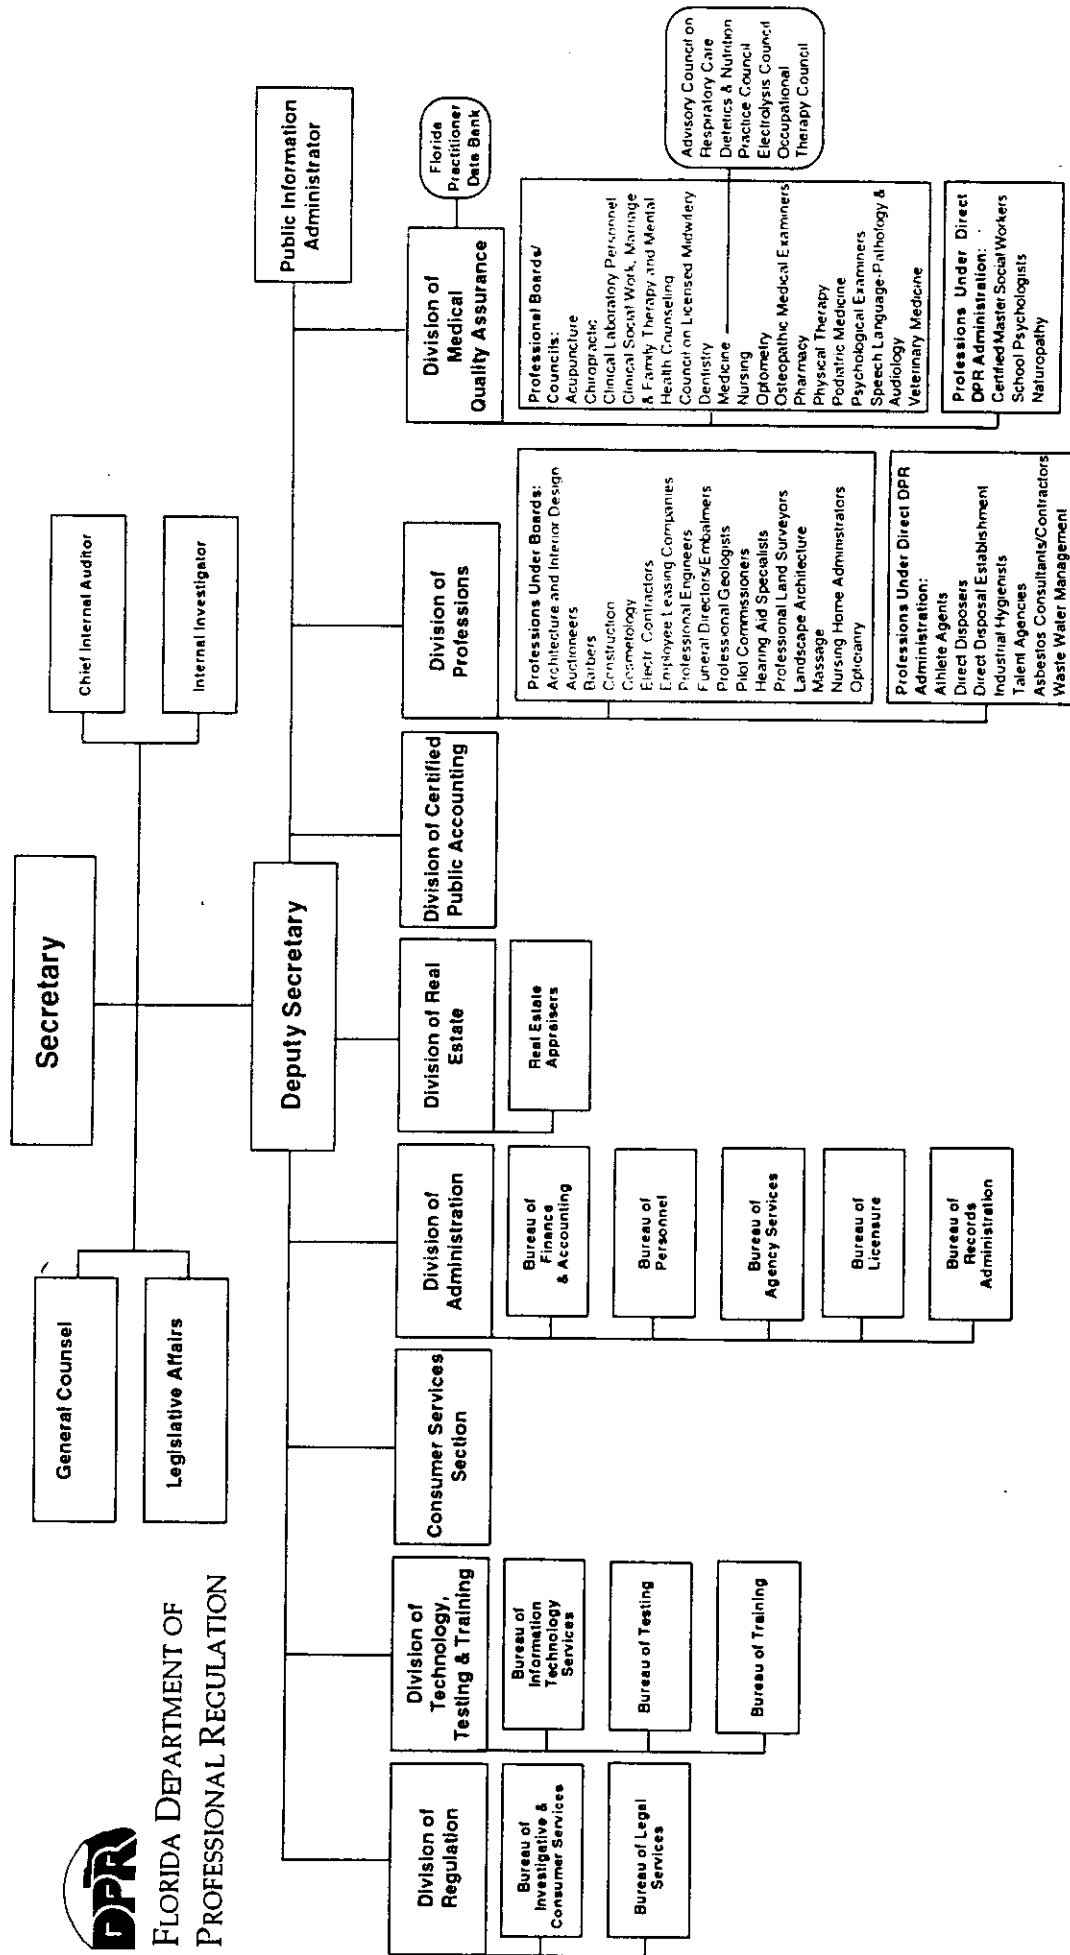 DPR
FLORIDA DEPARTMENT OF
PROFESSIONAL REGULATION
Secretary
General Counsel
Legislative Affairs
Chief Internal Auditor
Internal Investigator
Deputy Secretary
Public Information
Administrator
Division of
Regulation
Bureau of
Investigative &
Consumer Services
Bureau of Legal
Services
Division of
Technology,
Testing & Training
Bureau of
Information
Technology
Services
Bureau of Testing
Bureau of Training
Consumer Services
Section
Division of
Administration
Bureau of
Finance
& Accounting
Bureau of
Personnel
Bureau of
Agency Services
Bureau of
Licensure
Bureau of
Records
Administration
Division of Real
Estate
Real Estate
Appraisers
Division of Certified
Public Accounting
Division of
Professions
Professions Under Boards:
Architecture and Interior Design
Auctioneers
Barbers
Construction
Cosmetology
Electr Contractors
Employee Leasing Companies
Professional Engineers
Funeral Directors/Embalmers
Professional Geologists
Pilot Commissioners
Hearing Aid Specialists
Professional Land Surveyors
Landscape Architecture
Massage
Nursing Home Administrators
Opticianry
Professions Under Direct DPR
Administration:
Athlete Agents
Direct Disposers
Direct Disposal Establishment
Industrial Hygienists
Talent Agencies
Asbestos Consultants/Contractors
Waste Water Management
Division of
Medical
Quality Assurance
Florida
Practitioner
Data Bank
Professional Boards/
Councils:
Acupuncture
Chiropractic
Clinical Laboratory Personnel
Clinical Social Work, Marriage
& Family Therapy and Mental
Health Counseling
Council on Licensed Midwifery
Dentistry
Medicine
Nursing
Optometry
Osteopathic Medical Examiners
Pharmacy
Physical Therapy
Podiatric Medicine
Psychological Examiners
Speech Language-Pathology &
Audiology
Veterinary Medicine
Advisory Council on
Respiratory Care
Dietetics & Nutrition
Practice Council
Electrolysis Council
Occupational
Therapy Council
Professions Under Direct
DPR Administration:
Certified Master Social Workers
School Psychologists
Naturopathy